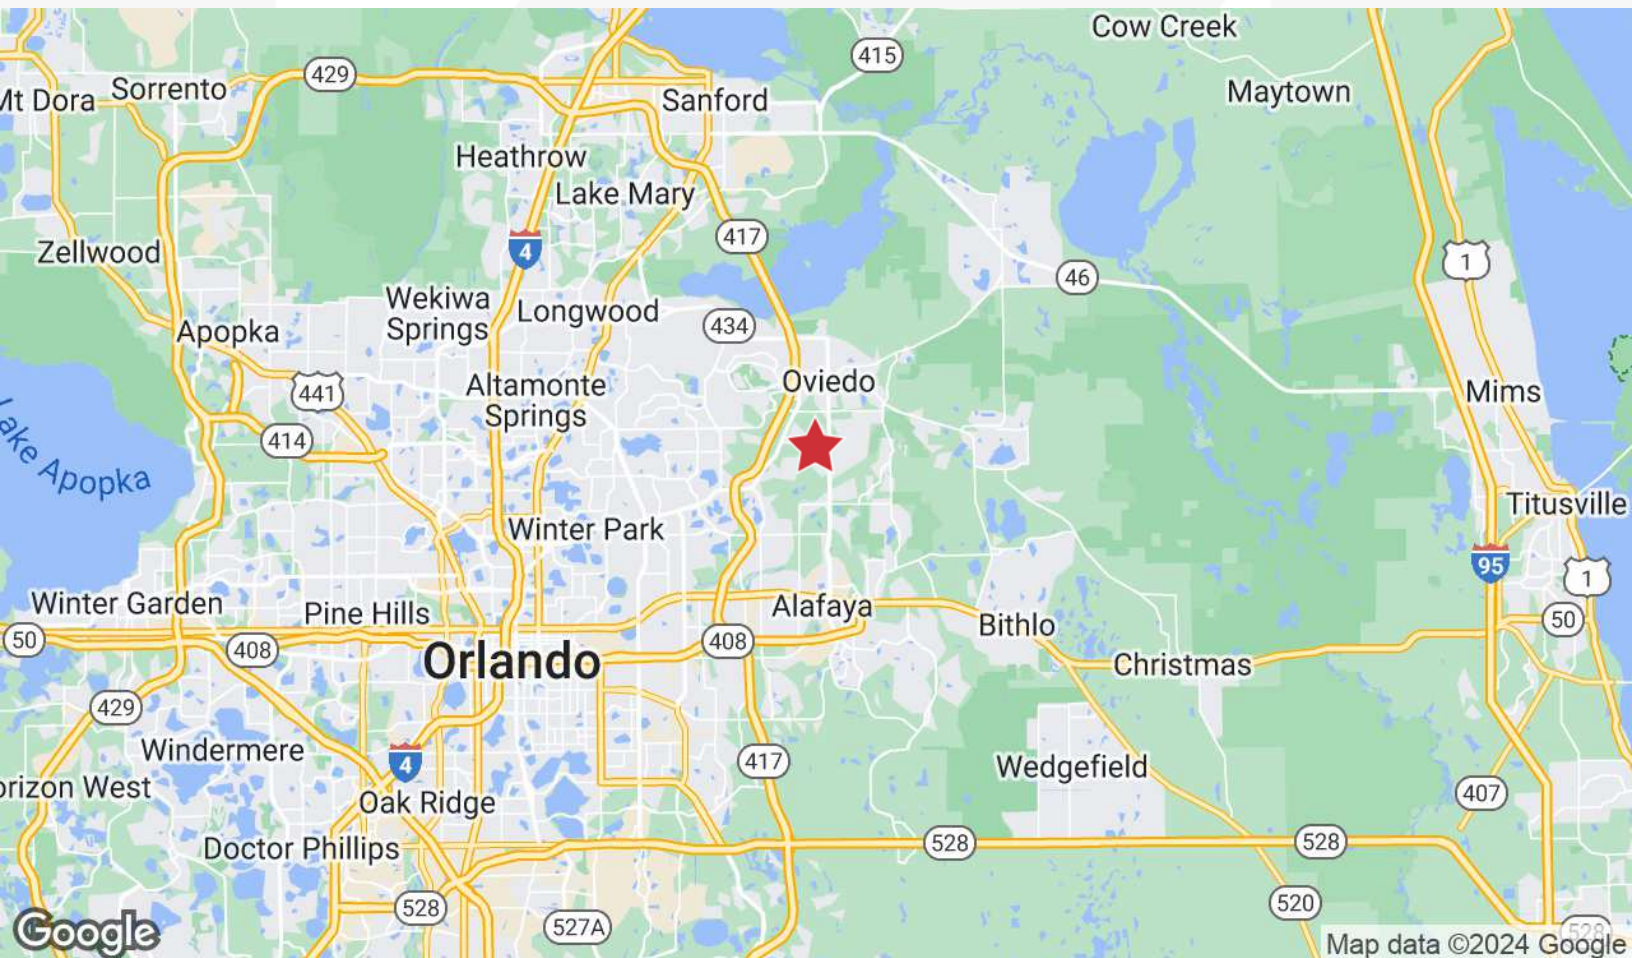 Cow Creek
415
429
Mt Dora
Sorrento
Sanford
Maytown
Heathrow
Lake Mary
417
Zellwood
4
1
46
Wekiwa
Springs
Longwood
434
Apopka
Oviedo
441
Altamonte
Springs
Mims
414
Lake Apopka
Titusville
Winter Park
95
1
Winter Garden
Pine Hills
Alafaya
Bithlo
50
50
408
408
Orlando
Christmas
429
Windermere
4
417
Wedgefield
orizon West
Oak Ridge
407
Doctor Phillips
528
528
528
520
527A
528
Google
Map data ©2024 Google